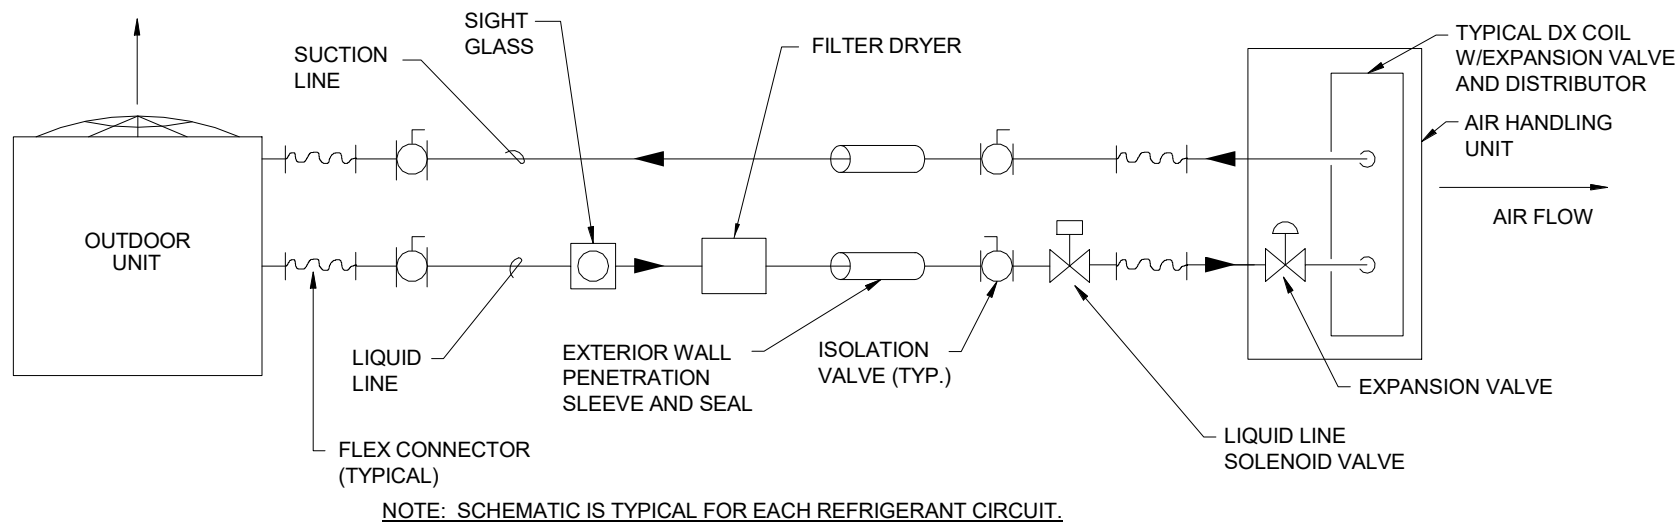 SIGHT
GLASS
SUCTION
LINE
FILTER DRYER
TYPICAL DX COIL
W/EXPANSION VALVE
AND DISTRIBUTOR
AIR HANDLING
UNIT
AIR FLOW
OUTDOOR
UNIT
LIQUID
LINE
EXTERIOR WALL
PENETRATION
SLEEVE AND SEAL
ISOLATION
VALVE (TYP.)
EXPANSION VALVE
FLEX CONNECTOR
(TYPICAL)
LIQUID LINE
SOLENOID VALVE
NOTE: SCHEMATIC IS TYPICAL FOR EACH REFRIGERANT CIRCUIT.